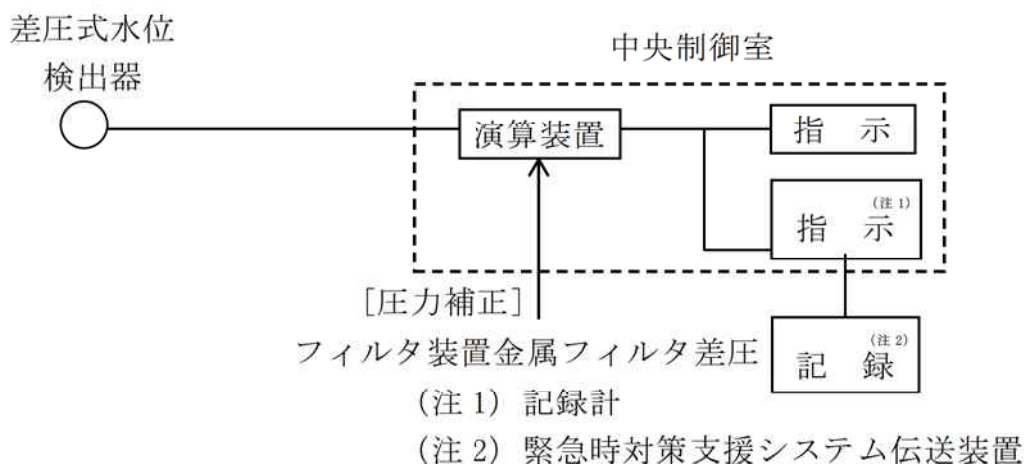 差圧式水位
検出器
中央制御室
演算装置
指 示
指 示(注1)
[圧力補正]
フィルタ装置金属フィルタ差圧
記 録(注2)
(注1) 記録計
(注2) 緊急時対策支援システム伝送装置